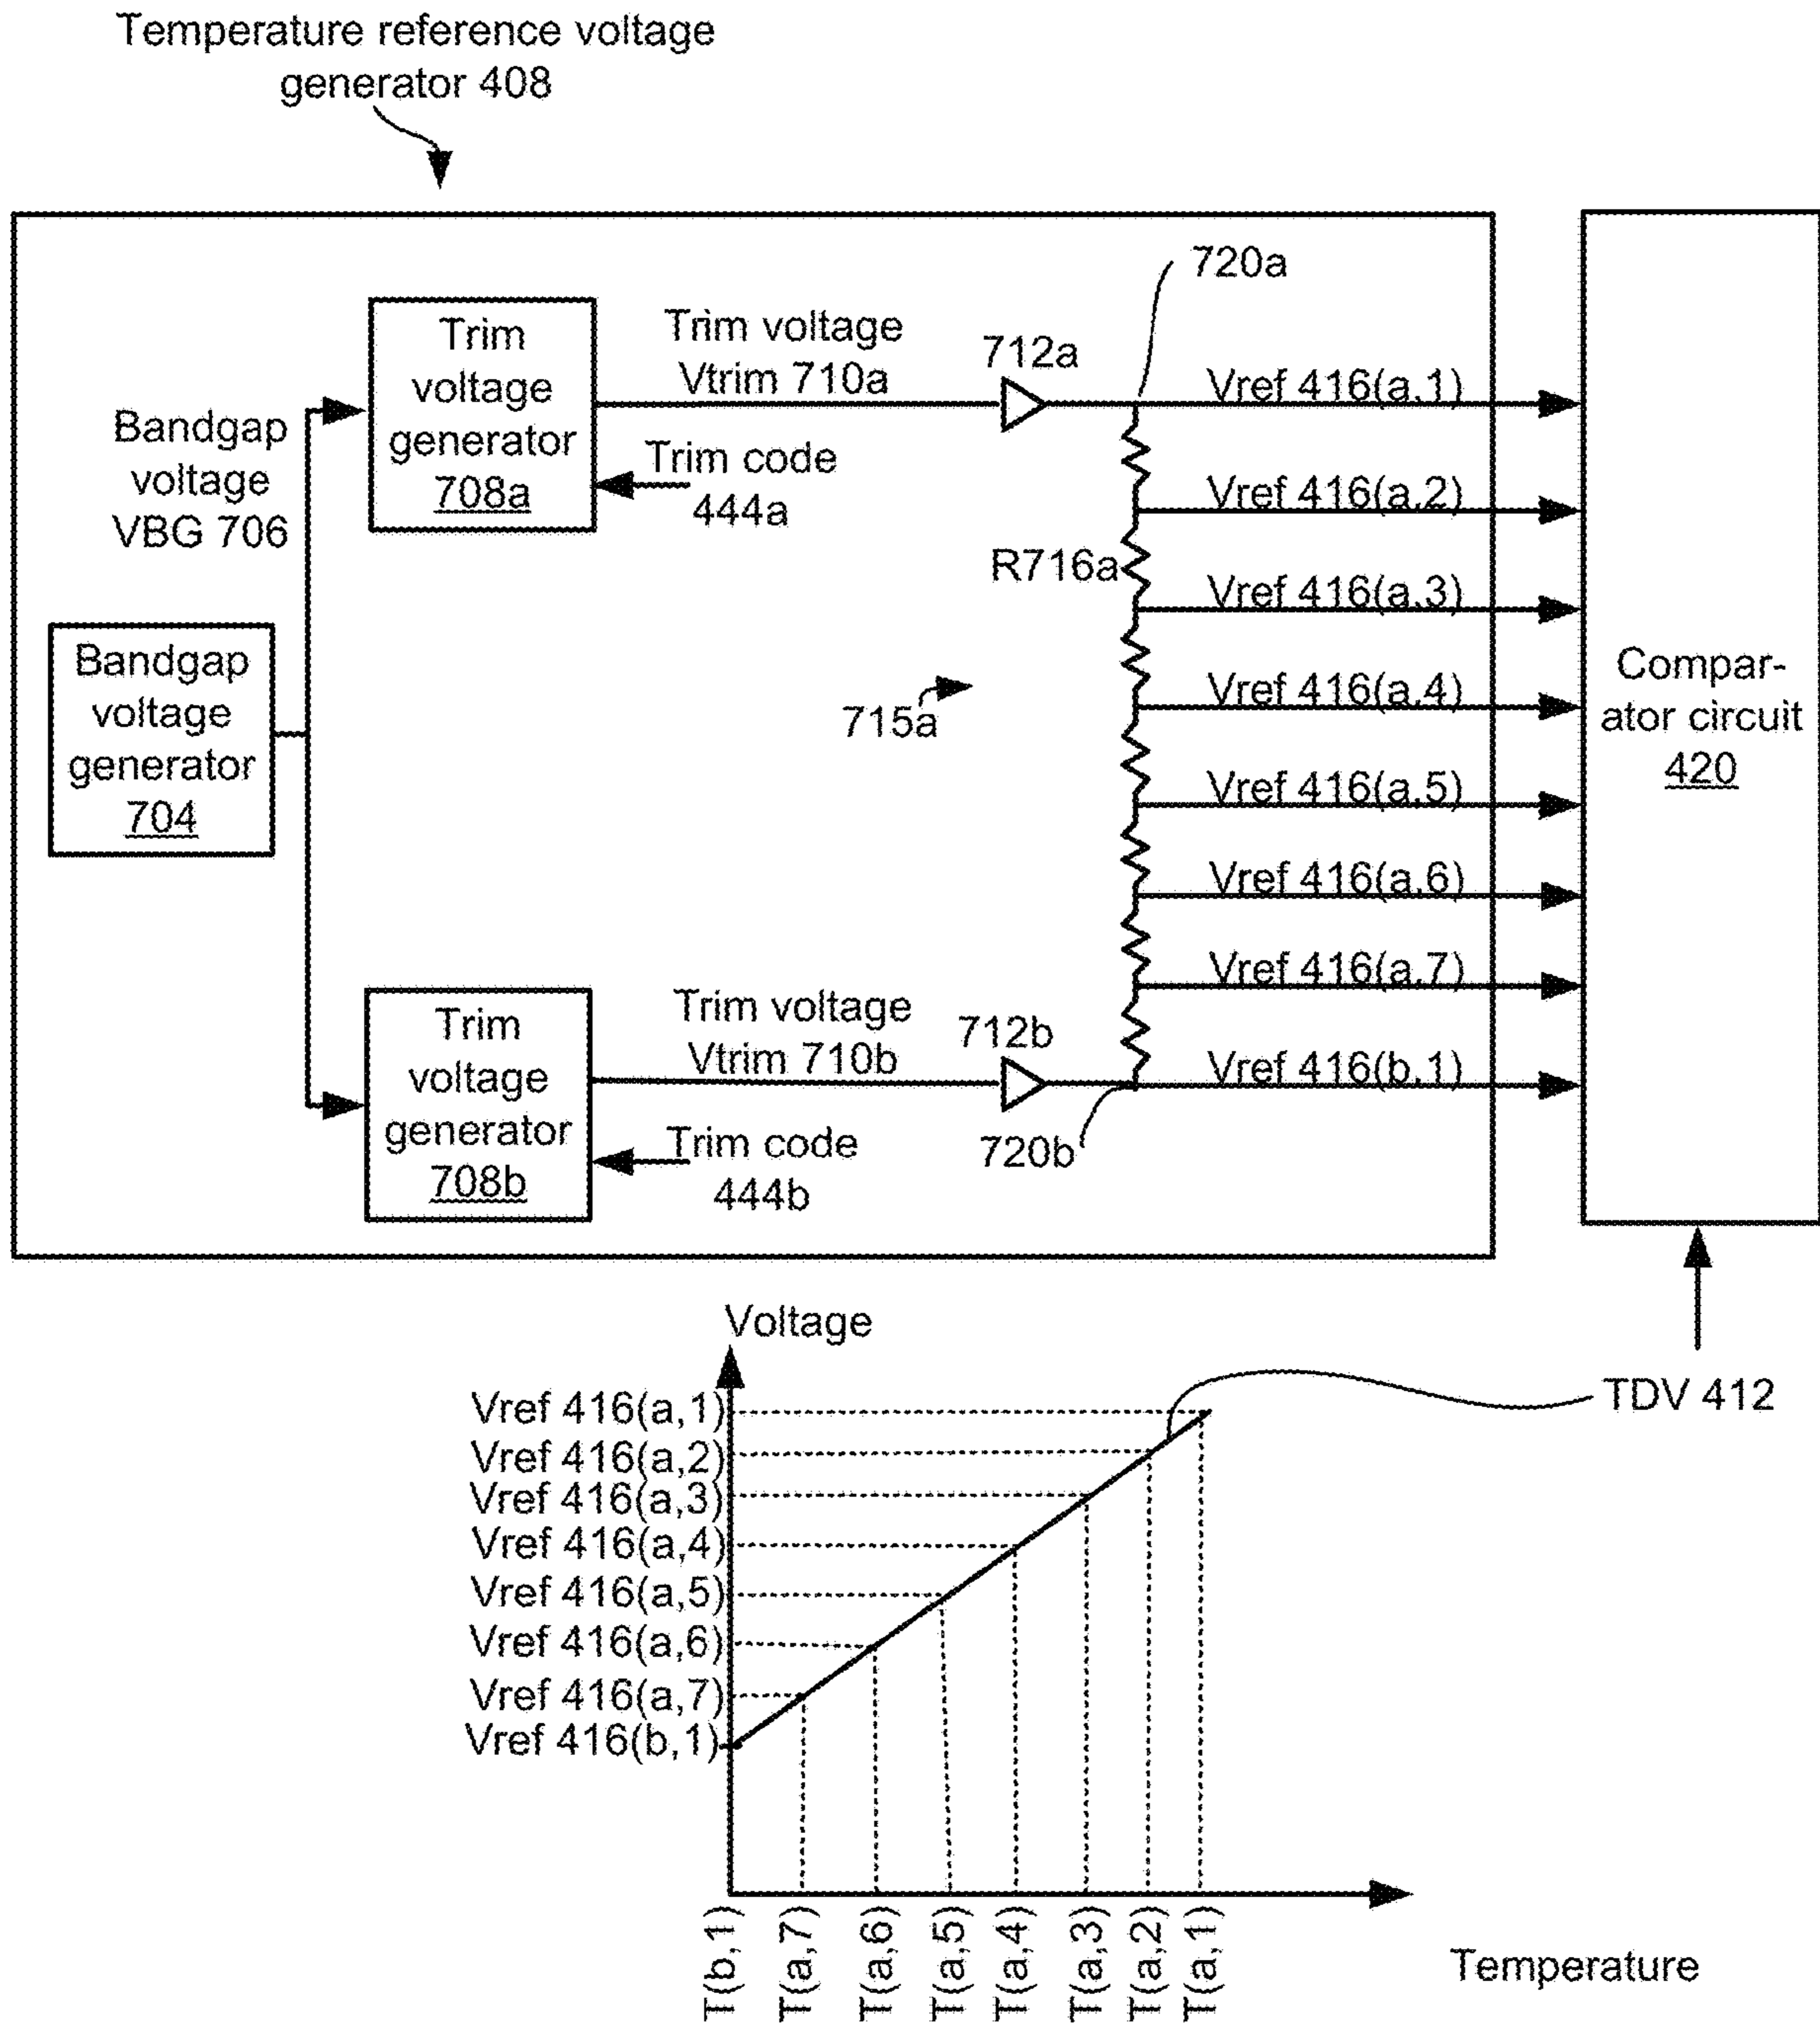 Temperature reference voltage
generator 408
720a
Trim
voltage
generator
708a
Trim voltage
Vtrim 710a
712a
Vref 416(a,1)
Bandgap
voltage
VBG 706
Trim code
444a
Vref 416(a,2)
R716a
Vref 416(a,3)
Bandgap
voltage
generator
704
715a
Vref 416(a,4)
Compar-
ator circuit
420
Vref 416(a,5)
Vref 416(a,6)
Vref 416(a,7)
Trim
voltage
generator
708b
Trim voltage
Vtrim 710b
712b
Vref 416(b,1)
Trim code
444b
720b
Voltage
TDV 412
Vref 416(a,1)
Vref 416(a,2)
Vref 416(a,3)
Vref 416(a,4)
Vref 416(a,5)
Vref 416(a,6)
Vref 416(a,7)
Vref 416(b,1)
T(b,1)
T(a,7)
T(a,6)
T(a,5)
T(a,4)
T(a,3)
T(a,2)
T(a,1)
Temperature